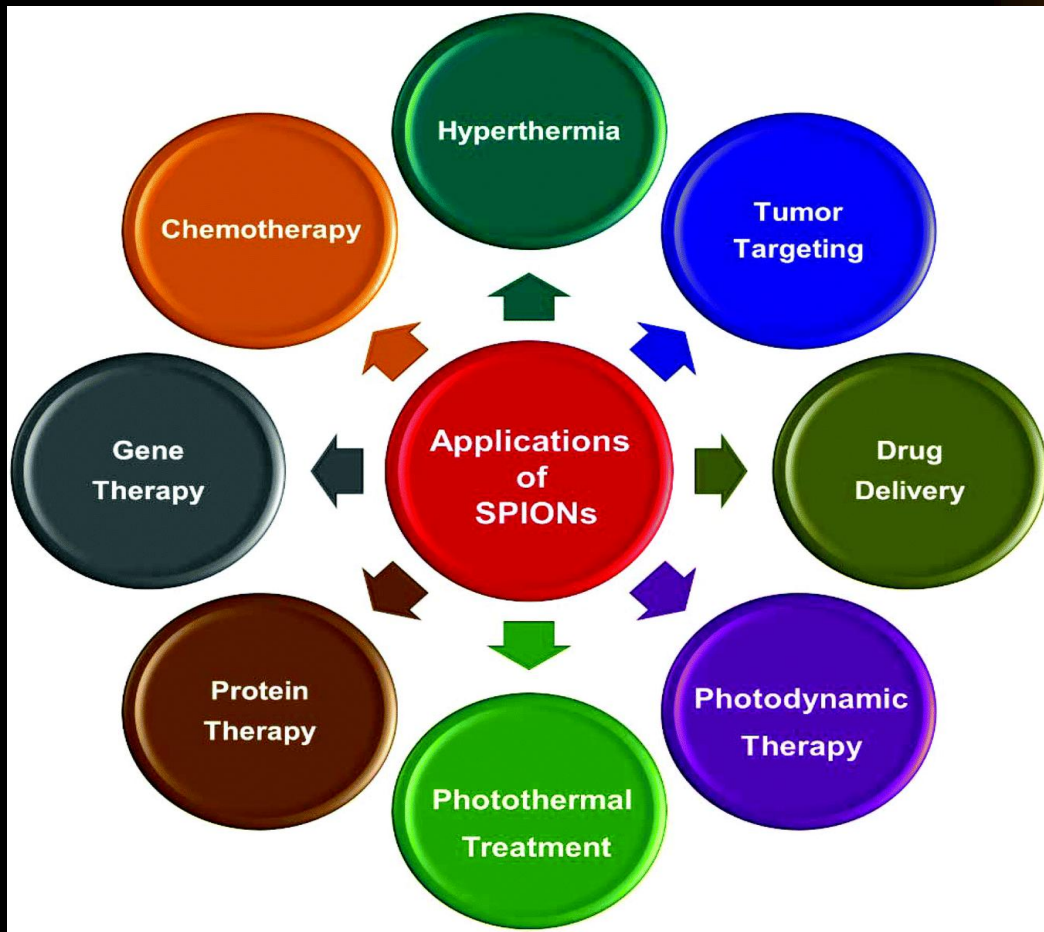 Hyperthermia
Tumor
Targeting
Drug
Delivery
Photodynamic
Therapy
Photothermal
Treatment
Protein
Therapy
Gene
Therapy
Chemotherapy
Applications
of
SPIONs